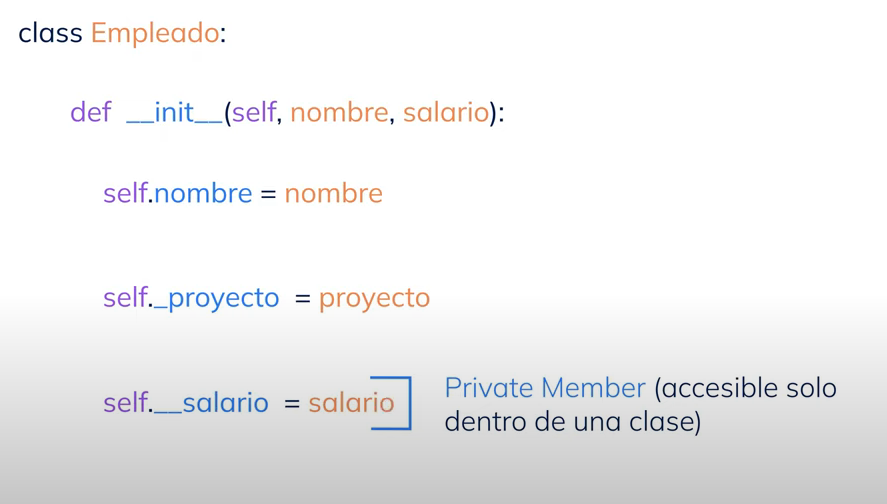 class Empleado:
def __init__(self, nombre, salario):
self.nombre = nombre
self._proyecto = proyecto
self.__salario = salario
Private Member (accesible solo
dentro de una clase)